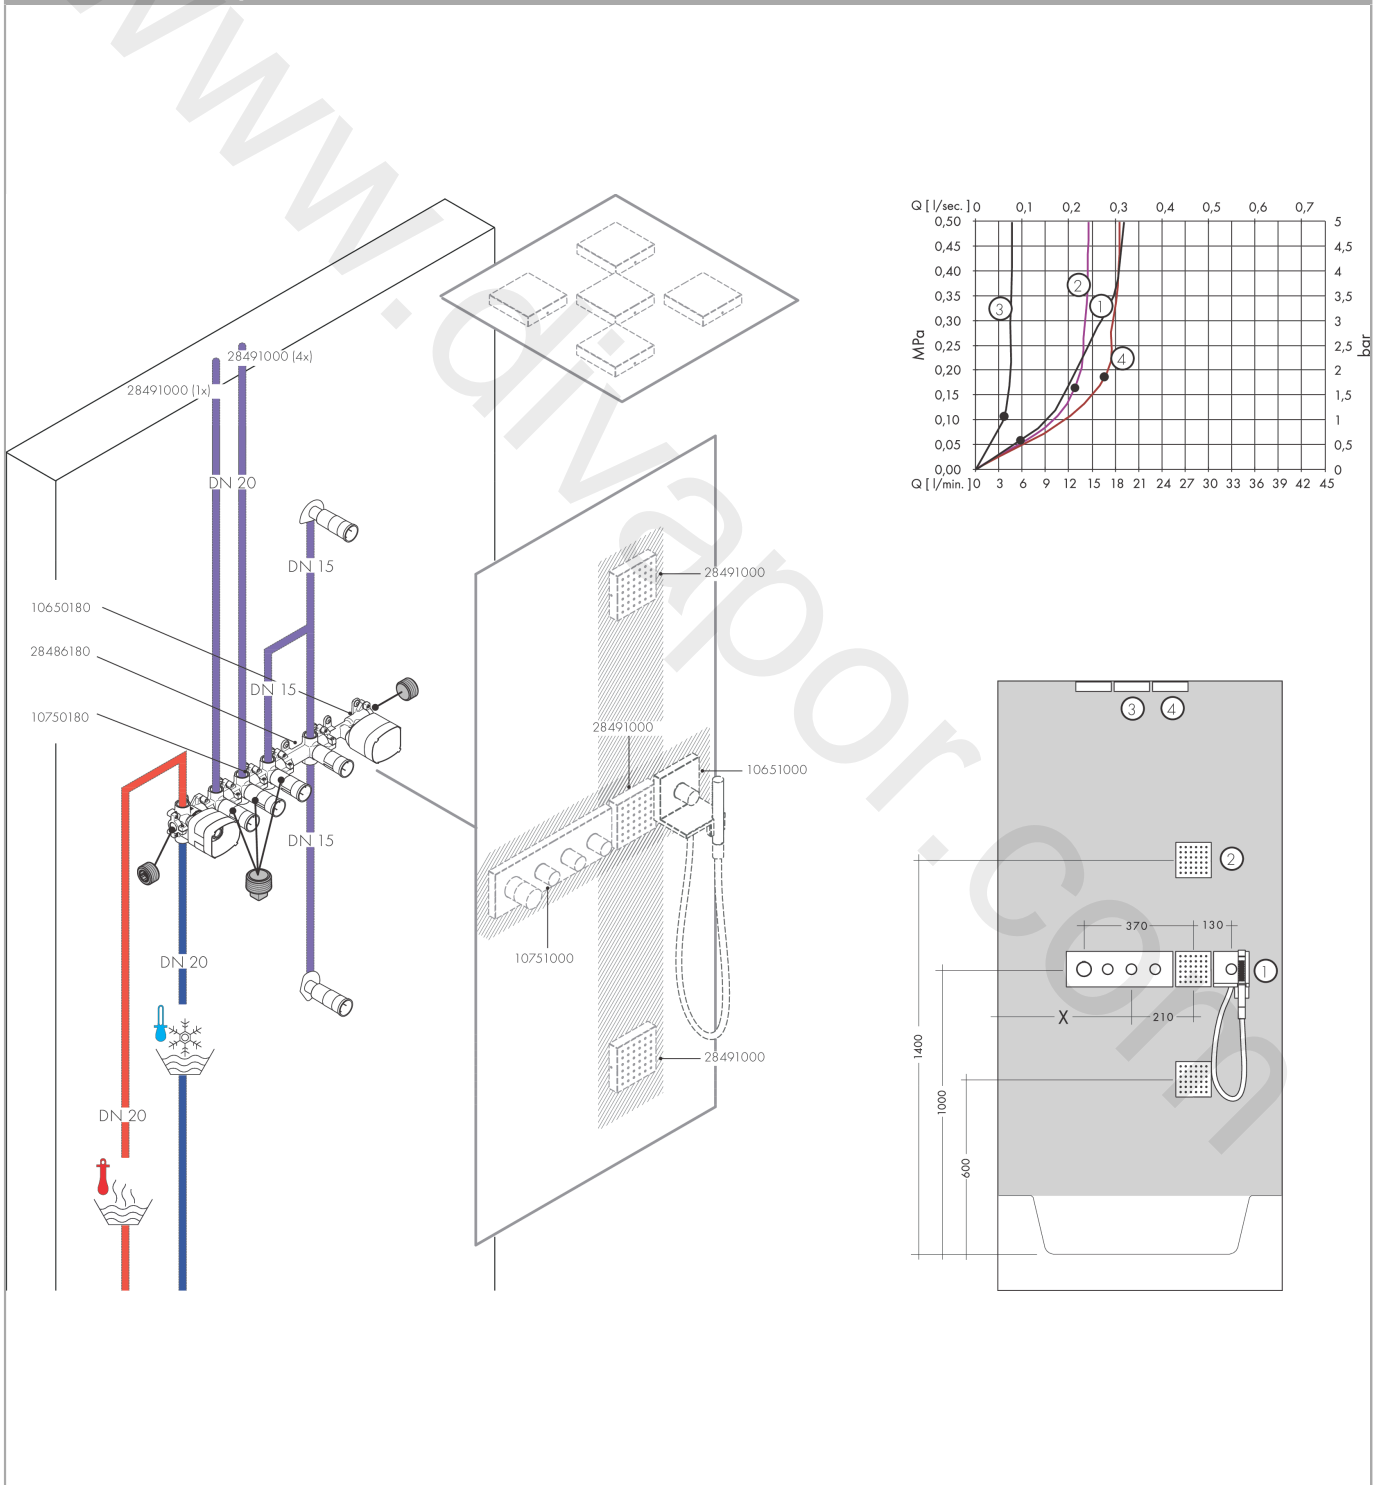 www.divapor.com
28491000 (4x)
28491000 (1x)
DN 20
DN 15
10650180
28486180
DN 15
10750180
DN 15
DN 20
DN 20
28491000
28491000
10651000
10751000
28491000
Q [ l/sec. ] 0 0,1 0,2 0,3 0,4 0,5 0,6 0,7
0,50 5
0,45 4,5
0,40 4
0,35 3,5
0,30 3
0,25 2,5
0,20 2
0,15 1,5
0,10 1
0,05 0,5
0,00 0
MPa
bar
Q [ l/min. ] 0 3 6 9 12 15 18 21 24 27 30 33 36 39 42 45
2
1
3
4
3 4
2
370 130
1
X 210
1400
1000
600